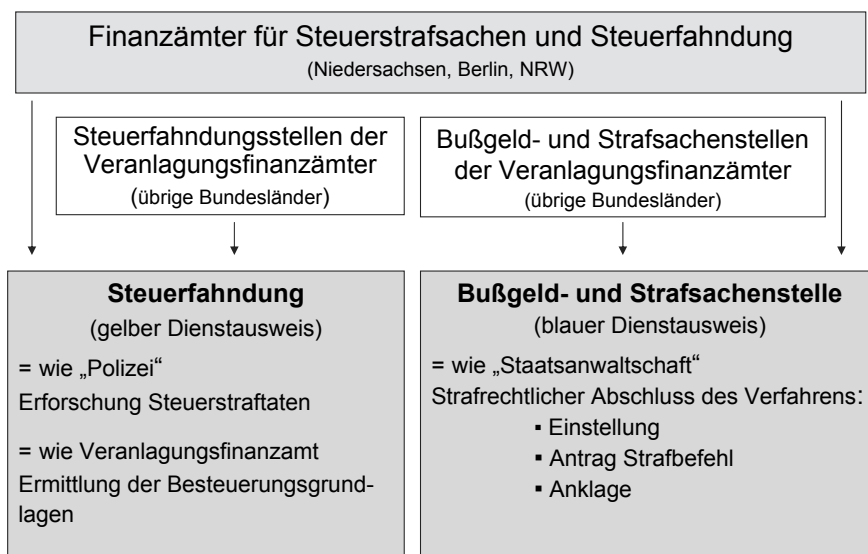 Finanzämter für Steuerstrafsachen und Steuerfahndung
(Niedersachsen, Berlin, NRW)
Steuerfahndungsstellen der
Veranlagungsfinanzämter
(übrige Bundesländer)
Bußgeld- und Strafsachenstellen
der Veranlagungsfinanzämter
(übrige Bundesländer)
Steuerfahndung
(gelber Dienstausweis)
= wie „Polizei“
Erforschung Steuerstraftaten
= wie Veranlagungsfinanzamt
Ermittlung der Besteuerungsgrund-
lagen
Bußgeld- und Strafsachenstelle
(blauer Dienstausweis)
= wie „Staatsanwaltschaft“
Strafrechtlicher Abschluss des Verfahrens:
▪ Einstellung
▪ Antrag Strafbefehl
▪ Anklage